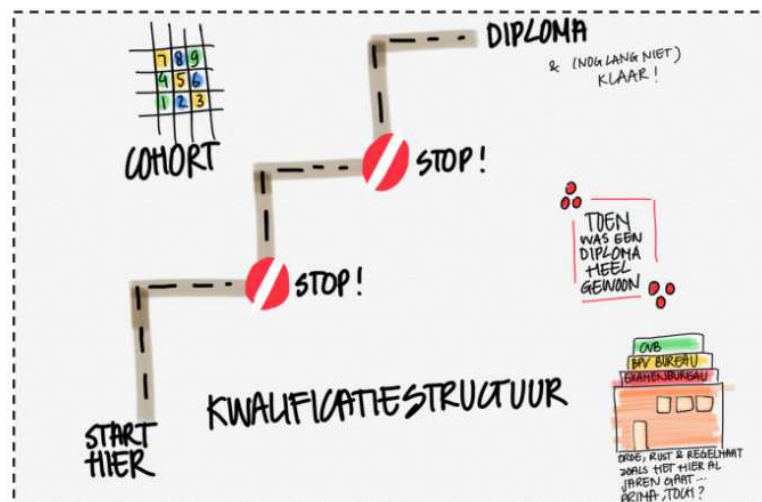 DIPLOMA
& (NOG LANG NIET)
KLAAR!
7 8 9
4 5 6
1 2 3
COHORT
STOP!
TOEN
WAS EEN
DIPLOMA
HEEL
GEWOON
STOP!
CVB
BPV BUREAU
EXAMENBUREAU
KWALIFICATIESTRUCTUUR
START
HIER
ORDE, RUST & REGELMAAT
ZOALS HET HIER AL
JAREN GAAT...
PRIMA, TOCH?